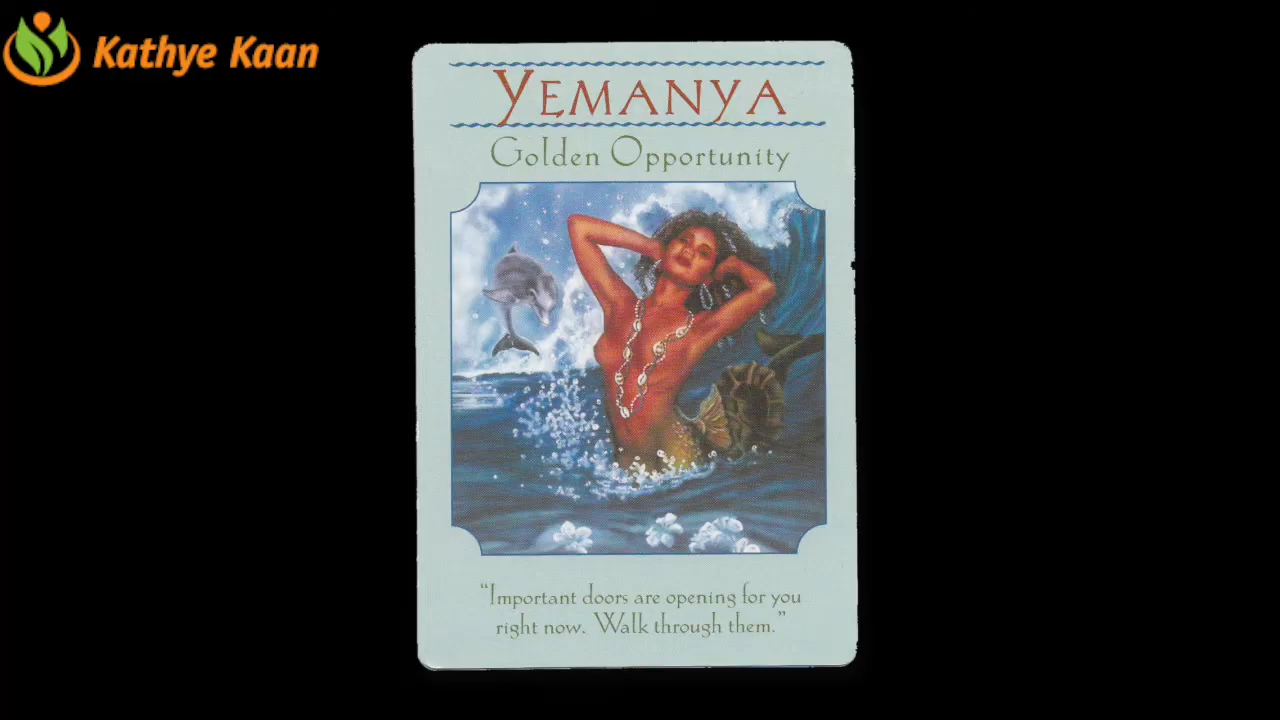 Kathye Kaan
YEMANYA
Golden Opportunity
“Important doors are opening for you
right now. Walk through them.”